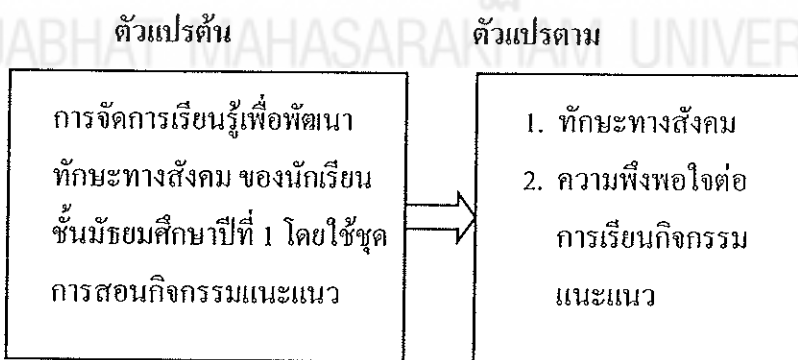 ตัวแปรต้น
ตัวแปรตาม
JABHAT MAHASARAKHAM UNIVER
การจัดการเรียนรู้เพื่อพัฒนา
ทักษะทางสังคม ของนักเรียน
ชั้นมัธยมศึกษาปีที่ 1 โดยใช้ชุด
การสอนกิจกรรมแนะแนว
1. ทักษะทางสังคม
2. ความพึงพอใจต่อ
การเรียนกิจกรรม
แนะแนว